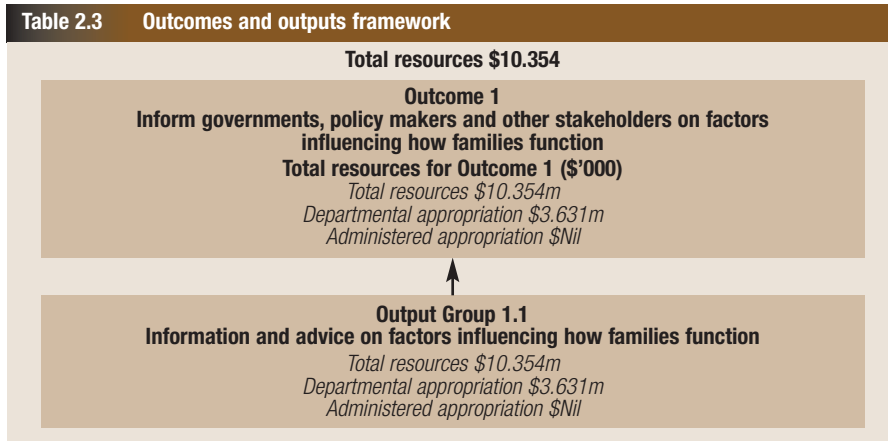 Table 2.3 Outcomes and outputs framework
Total resources $10.354
Outcome 1
Inform governments, policy makers and other stakeholders on factors
influencing how families function
Total resources for Outcome 1 ($’000)
Total resources $10.354m
Departmental appropriation $3.631m
Administered appropriation $Nil
Output Group 1.1
Information and advice on factors influencing how families function
Total resources $10.354m
Departmental appropriation $3.631m
Administered appropriation $Nil